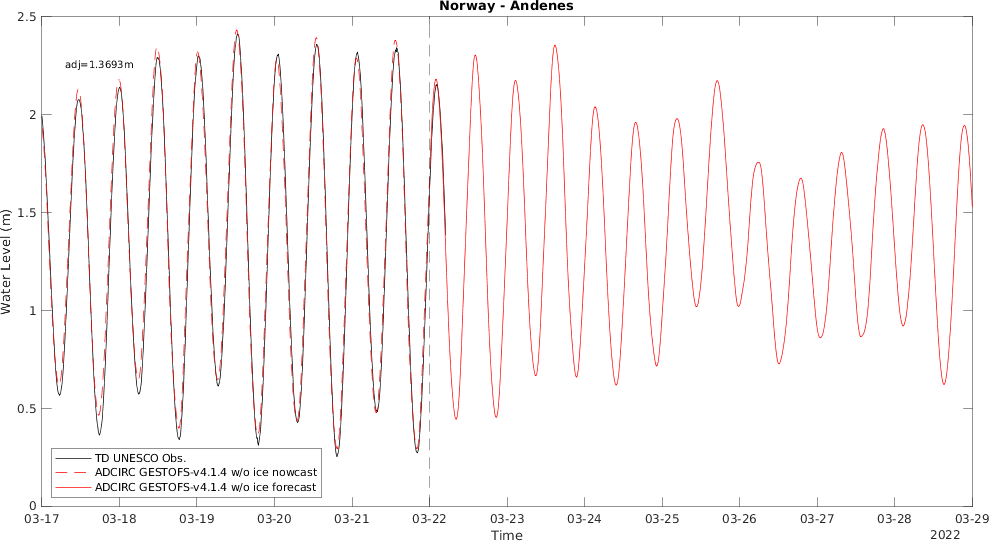 Norway - Andenes
2.5
adj=1.3693m
2
1.5
Water Level (m)
1
0.5
TD UNESCO Obs.
ADCIRC GESTOFS-v4.1.4 w/o ice nowcast
ADCIRC GESTOFS-v4.1.4 w/o ice forecast
0
03-17 03-18 03-19 03-20 03-21 03-22 03-23 03-24 03-25 03-26 03-27 03-28 03-29
Time
2022